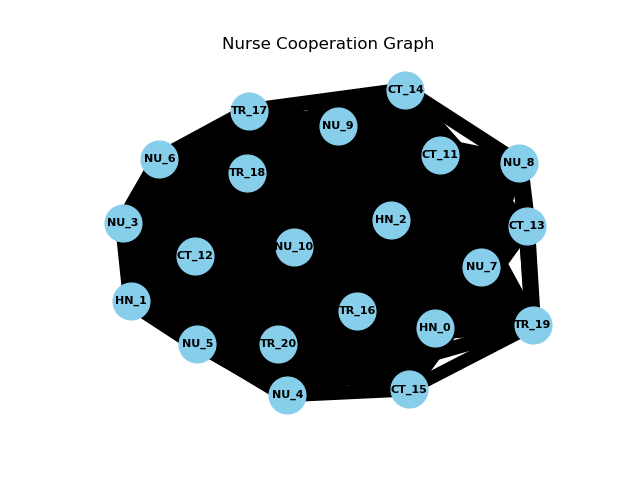 Nurse Cooperation Graph
CT_14
TR_17
NU_9
CT_11
NU_6
NU_8
TR_18
HN_2
NU_3
CT_13
NU_10
CT_12
NU_7
HN_1
TR_16
TR_19
HN_0
NU_5
TR_20
CT_15
NU_4